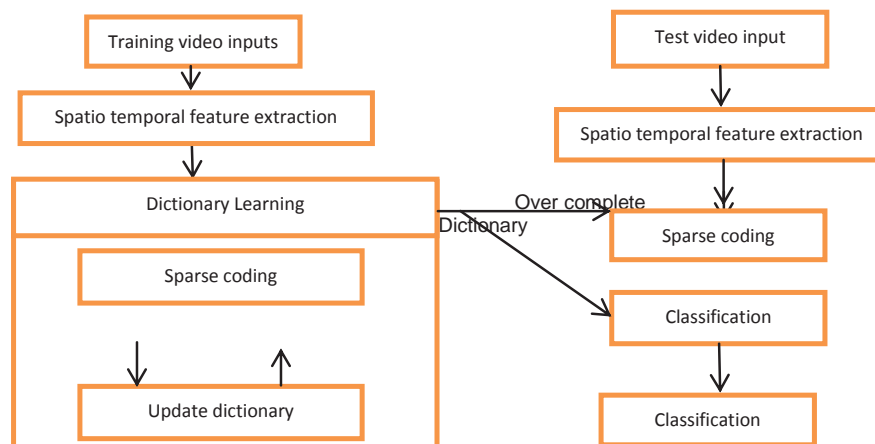 Training video inputs
Spatio temporal feature extraction
Dictionary Learning
Sparse coding
Update dictionary
Over complete
Dictionary
Test video input
Spatio temporal feature extraction
Sparse coding
Classification
Classification